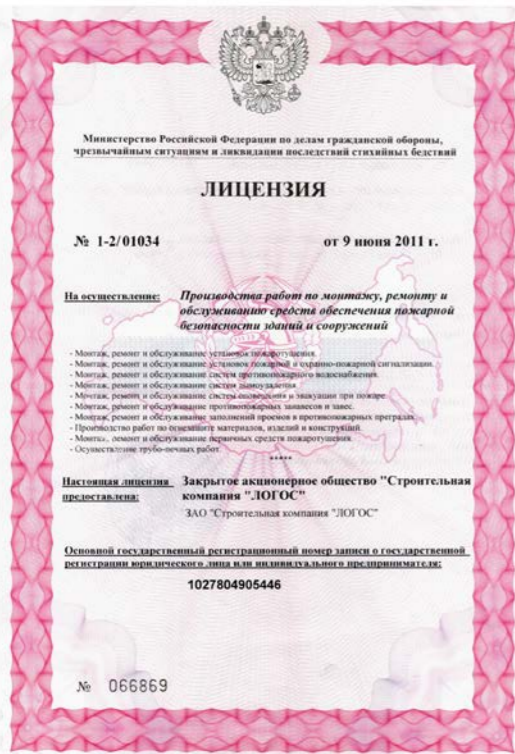 Министерство Российской Федерации по делам гражданской обороны,
чрезвычайным ситуациям и ликвидации последствий стихийных бедствий
ЛИЦЕНЗИЯ
№ 1-2/01034 от 9 июня 2011 г.
На осуществление: Производства работ по монтажу, ремонту и
обслуживанию средств обеспечения пожарной
безопасности зданий и сооружений
- Монтаж, ремонт и обслуживание установок пожаротушения.
- Монтаж, ремонт и обслуживание установок пожарной и охранно-пожарной сигнализации.
- Монтаж, ремонт и обслуживание систем противопожарного водоснабжения.
- Монтаж, ремонт и обслуживание систем дымоудаления.
- Монтаж, ремонт и обслуживание систем оповещения и эвакуации при пожаре.
- Монтаж, ремонт и обслуживание противопожарных занавесов и завес.
- Монтаж, ремонт и обслуживание заполнений проемов в противопожарных преградах.
- Производство работ по огнезащите материалов, изделий и конструкций.
- Монтаж, ремонт и обслуживание первичных средств пожаротушения.
- Осуществление трубо-печных работ.
*****
Настоящая лицензия Закрытое акционерное общество "Строительная
предоставлена: компания "ЛОГОС"
ЗАО "Строительная компания "ЛОГОС"
Основной государственный регистрационный номер записи о государственной
регистрации юридического лица или индивидуального предпринимателя:
1027804905446
№ 066869